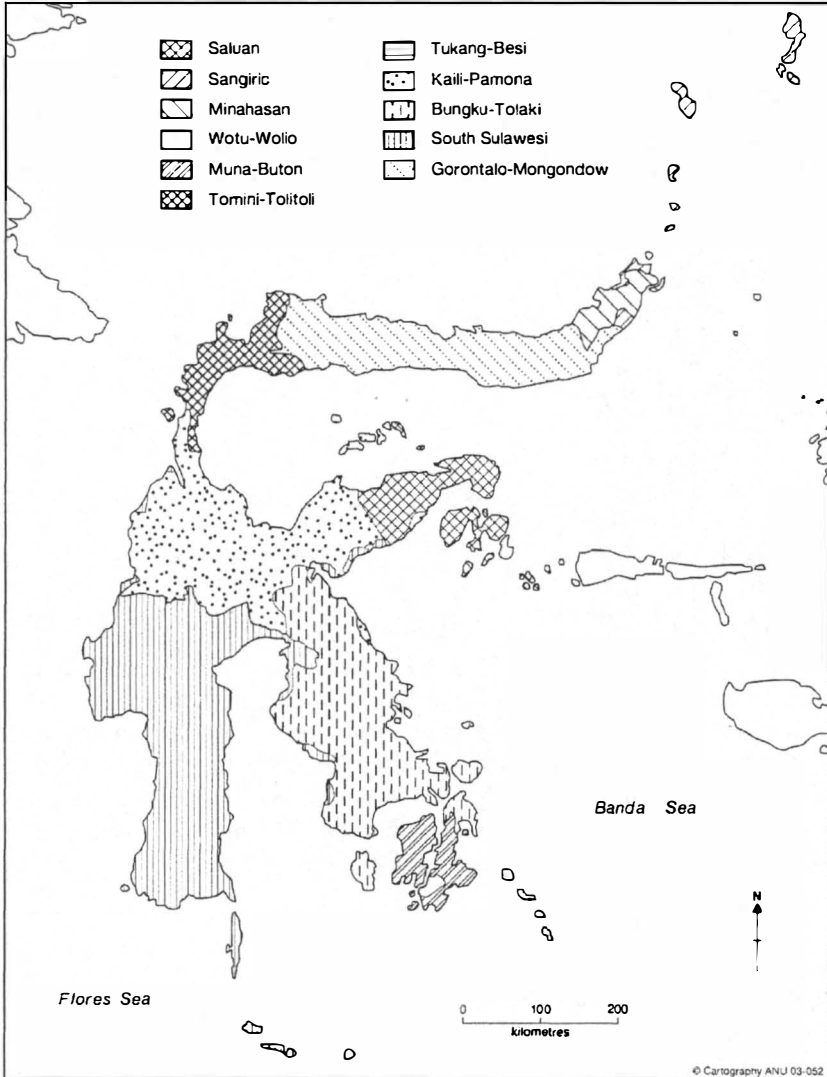 Saluan
Sangiric
Minahasan
Wotu-Wolio
Muna-Buton
Tomini-Tolitoli
Tukang-Besi
Kaili-Pamona
Bungku-Tolaki
South Sulawesi
Gorontalo-Mongondow
Banda Sea
N
Flores Sea
0 100 200
kilometres
© Cartography ANU 03-052